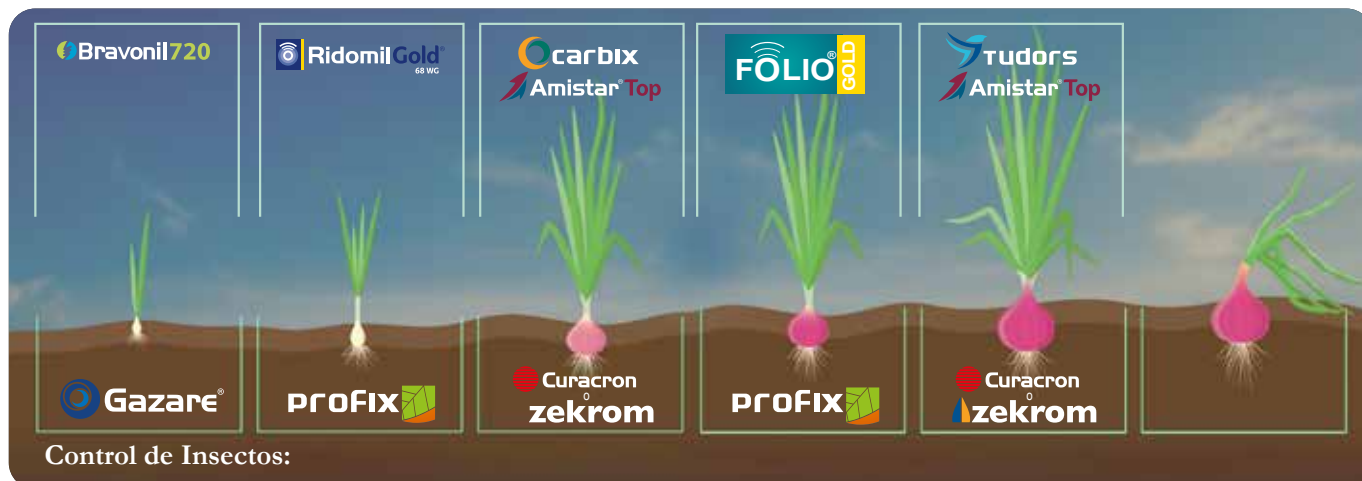 Bravonil720
RidomilGold®
68 WG
carbix
Amistar® Top
FOLIO® GOLD
Tudors
Amistar® Top
Gazare®
Profix
Curacron
o
zekrom
Profix
Curacron
o
zekrom
Control de Insectos: